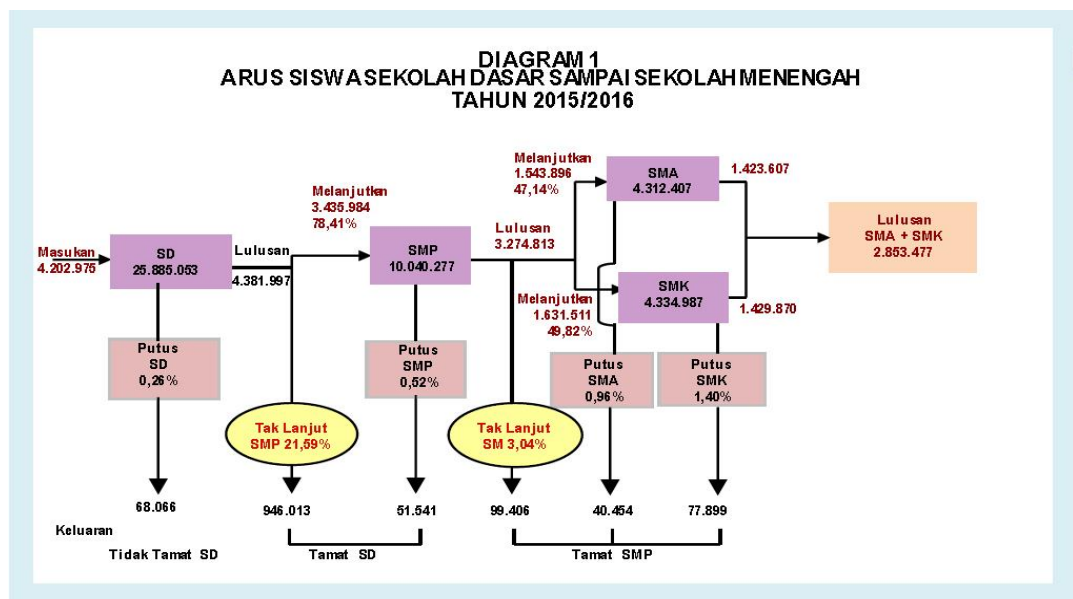 DIAGRAM 1
ARUS SISWA SEKOLAH DASAR SAMPAI SEKOLAH MENENGAH
TAHUN 2015/2016
Masukan
4.202.975
SD
25.885.053
Lulusan
4.381.997
Melanjutkan
3.435.984
78,41%
SMP
10.040.277
Lulusan
3.274.813
Melanjutkan
1.543.896
47,14%
SMA
4.312.407
1.423.607
Melanjutkan
1.631.511
49,82%
SMK
4.334.987
1.429.870
Lulusan
SMA + SMK
2.853.477
Putus
SD
0,26%
Tak Lanjut
SMP 21,59%
Putus
SMP
0,52%
Tak Lanjut
SM 3,04%
Putus
SMA
0,96%
Putus
SMK
1,40%
68.066
946.013
51.541
99.406
40.454
77.899
Keluaran
Tidak Tamat SD
Tamat SD
Tamat SMP